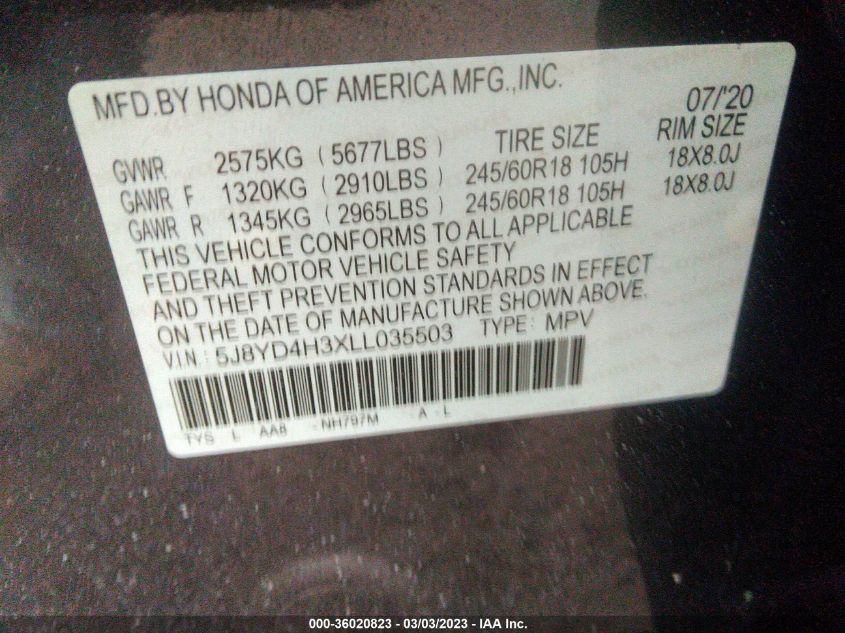 MFD.BY HONDA OF AMERICA MFG.,INC. 07/'20
TIRE SIZE RIM SIZE
GVWR 2575KG (5677LBS)
GAWR F 1320KG (2910LBS) 245/60R18 105H 18X8.0J
GAWR R 1345KG (2965LBS) 245/60R18 105H 18X8.0J
THIS VEHICLE CONFORMS TO ALL APPLICABLE
FEDERAL MOTOR VEHICLE SAFETY
AND THEFT PREVENTION STANDARDS IN EFFECT
ON THE DATE OF MANUFACTURE SHOWN ABOVE.
V.I.N: 5J8YD4H3XLL035503 TYPE: MPV
TYS L AA8 -NH797M -A-L
000-36020823 - 03/03/2023 - IAA Inc.